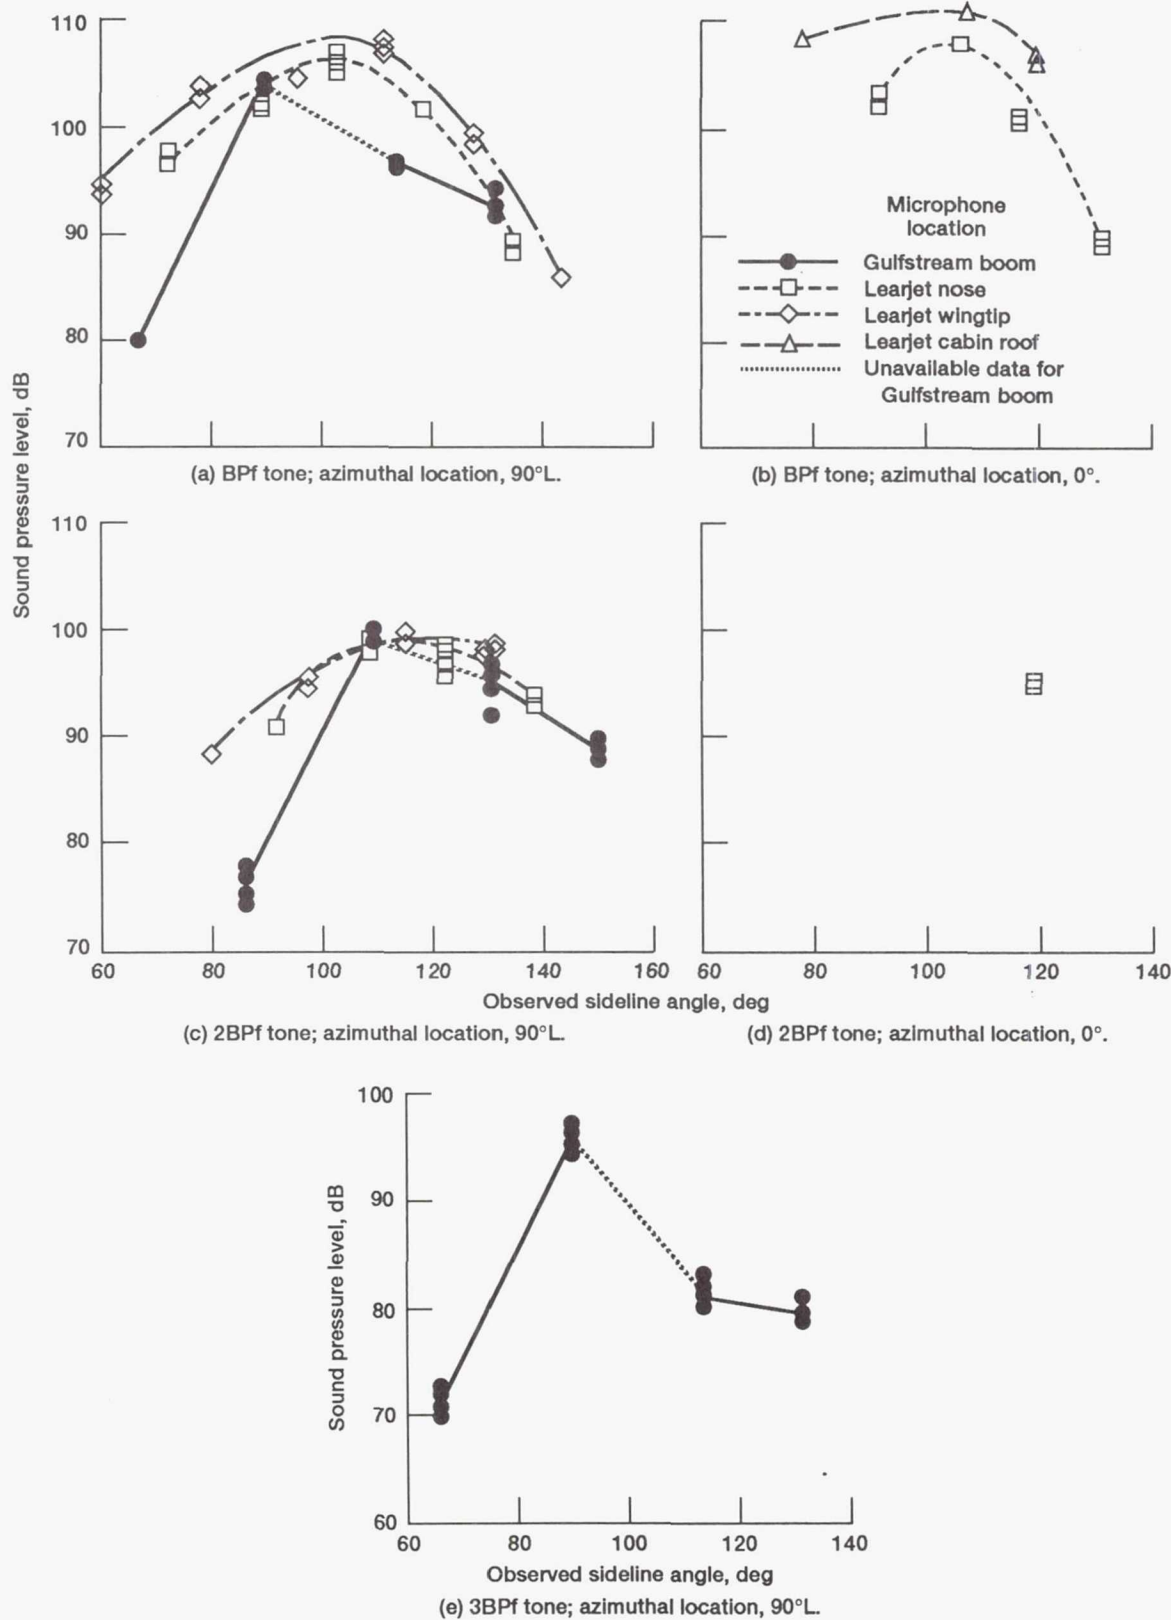 Sound pressure level, dB
110
100
90
80
70
(a) BPf tone; azimuthal location, 90°L.
Microphone
location
Gulfstream boom
Learjet nose
Learjet wingtip
Learjet cabin roof
Unavailable data for
Gulfstream boom
(b) BPf tone; azimuthal location, 0°.
110
100
90
80
70
60 80 100 120 140 160
60 80 100 120 140
Observed sideline angle, deg
(c) 2BPf tone; azimuthal location, 90°L.
(d) 2BPf tone; azimuthal location, 0°.
Sound pressure level, dB
100
90
80
70
60
60 80 100 120 140
Observed sideline angle, deg
(e) 3BPf tone; azimuthal location, 90°L.